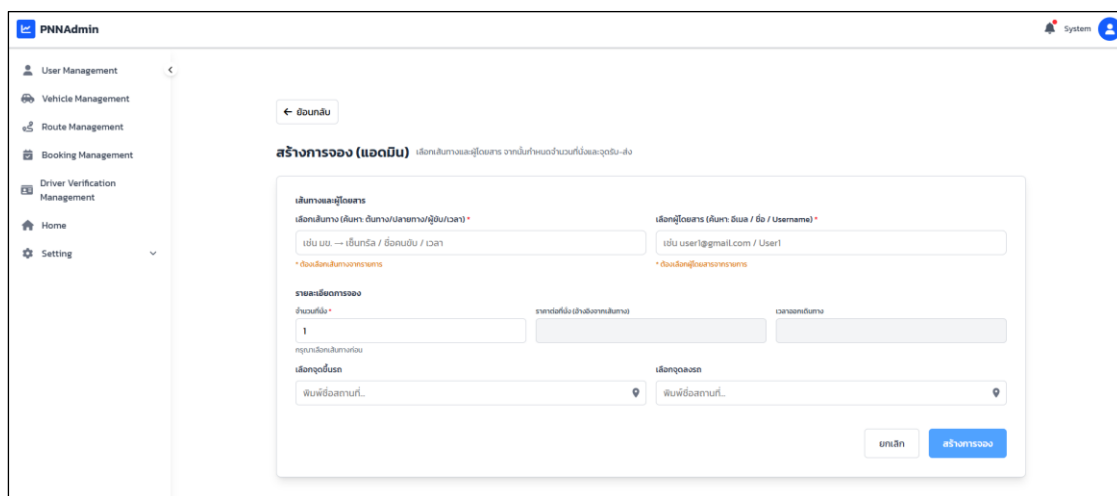 PNNAdmin
System
User Management
Vehicle Management
Route Management
Booking Management
Driver Verification
Management
Home
Setting
← ย้อนกลับ
สร้างการจอง (แอดมิน) เลือกเส้นทางและผู้โดยสาร จากนั้นกำหนดจำนวนที่นั่งและจุดรับ-ส่ง
เส้นทางและผู้โดยสาร
เลือกเส้นทาง (ค้นหา: ต้นทาง/ปลายทาง/ผู้ขับ/เวลา) *
เลือกผู้โดยสาร (ค้นหา: อีเมล / ชื่อ / Username) *
เช่น มข. → เซ็นทรัล / ชื่อคนขับ / เวลา
เช่น user1@gmail.com / User1
* ต้องเลือกเส้นทางจากรายการ
* ต้องเลือกผู้โดยสารจากรายการ
รายละเอียดการจอง
จำนวนที่นั่ง *
ราคาต่อที่นั่ง (อ้างอิงจากเส้นทาง)
เวลาออกเดินทาง
1
กรุณาเลือกเส้นทางก่อน
เลือกจุดขึ้นรถ
เลือกจุดลงรถ
พิมพ์ชื่อสถานที่...
พิมพ์ชื่อสถานที่...
ยกเลิก
สร้างการจอง